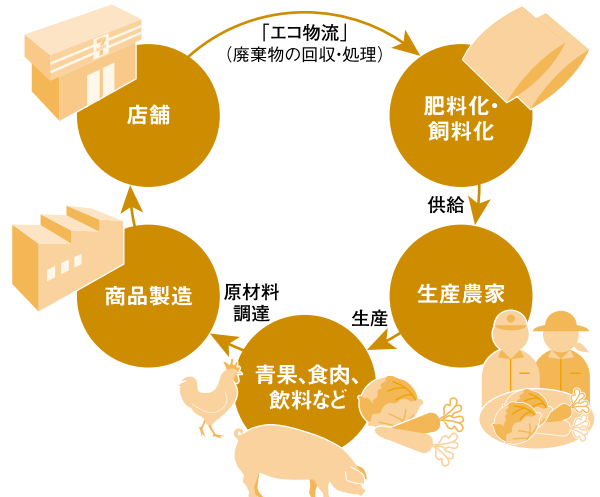 「エコ物流」
(廃棄物の回収・処理)
店舗
肥料化・
飼料化
供給
生産農家
生産
青果、食肉、
飲料など
原材料
調達
商品製造